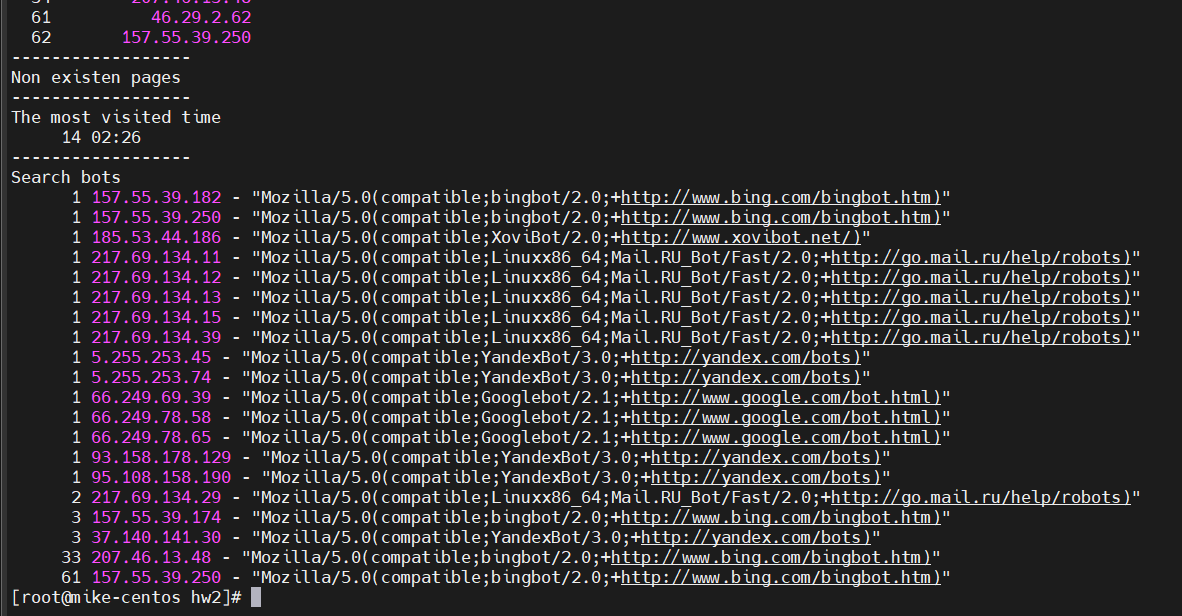 61 46.29.2.62
62 157.55.39.250
------------------
Non existen pages
------------------
The most visited time
14 02:26
------------------
Search bots
1 157.55.39.182 - "Mozilla/5.0(compatible;bingbot/2.0;+http://www.bing.com/bingbot.htm)"
1 157.55.39.250 - "Mozilla/5.0(compatible;bingbot/2.0;+http://www.bing.com/bingbot.htm)"
1 185.53.44.186 - "Mozilla/5.0(compatible;XoviBot/2.0;+http://www.xovibot.net/)"
1 217.69.134.11 - "Mozilla/5.0(compatible;Linuxx86_64;Mail.RU_Bot/Fast/2.0;+http://go.mail.ru/help/robots)"
1 217.69.134.12 - "Mozilla/5.0(compatible;Linuxx86_64;Mail.RU_Bot/Fast/2.0;+http://go.mail.ru/help/robots)"
1 217.69.134.13 - "Mozilla/5.0(compatible;Linuxx86_64;Mail.RU_Bot/Fast/2.0;+http://go.mail.ru/help/robots)"
1 217.69.134.15 - "Mozilla/5.0(compatible;Linuxx86_64;Mail.RU_Bot/Fast/2.0;+http://go.mail.ru/help/robots)"
1 217.69.134.39 - "Mozilla/5.0(compatible;Linuxx86_64;Mail.RU_Bot/Fast/2.0;+http://go.mail.ru/help/robots)"
1 5.255.253.45 - "Mozilla/5.0(compatible;YandexBot/3.0;+http://yandex.com/bots)"
1 5.255.253.74 - "Mozilla/5.0(compatible;YandexBot/3.0;+http://yandex.com/bots)"
1 66.249.69.39 - "Mozilla/5.0(compatible;Googlebot/2.1;+http://www.google.com/bot.html)"
1 66.249.78.58 - "Mozilla/5.0(compatible;Googlebot/2.1;+http://www.google.com/bot.html)"
1 66.249.78.65 - "Mozilla/5.0(compatible;Googlebot/2.1;+http://www.google.com/bot.html)"
1 93.158.178.129 - "Mozilla/5.0(compatible;YandexBot/3.0;+http://yandex.com/bots)"
1 95.108.158.190 - "Mozilla/5.0(compatible;YandexBot/3.0;+http://yandex.com/bots)"
2 217.69.134.29 - "Mozilla/5.0(compatible;Linuxx86_64;Mail.RU_Bot/Fast/2.0;+http://go.mail.ru/help/robots)"
3 157.55.39.174 - "Mozilla/5.0(compatible;bingbot/2.0;+http://www.bing.com/bingbot.htm)"
3 37.140.141.30 - "Mozilla/5.0(compatible;YandexBot/3.0;+http://yandex.com/bots)"
33 207.46.13.48 - "Mozilla/5.0(compatible;bingbot/2.0;+http://www.bing.com/bingbot.htm)"
61 157.55.39.250 - "Mozilla/5.0(compatible;bingbot/2.0;+http://www.bing.com/bingbot.htm)"
[root@mike-centos hw2]#